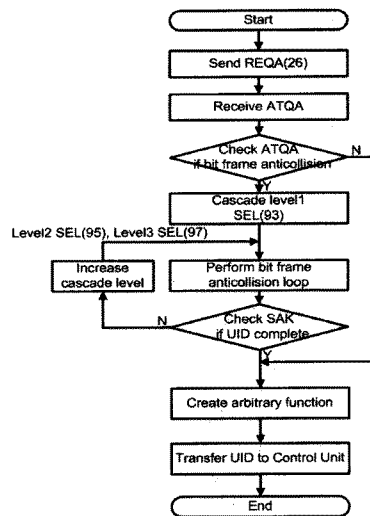 Start
Send REQA(26)
Receive ATQA
Check ATQA
if bit frame anticollision
N
Y
Cascade level1
SEL(93)
Level2 SEL(95), Level3 SEL(97)
Increase
cascade level
Perform bit frame
anticollision loop
Check SAK
if UID complete
N
Y
Create arbitrary function
Transfer UID to Control Unit
End